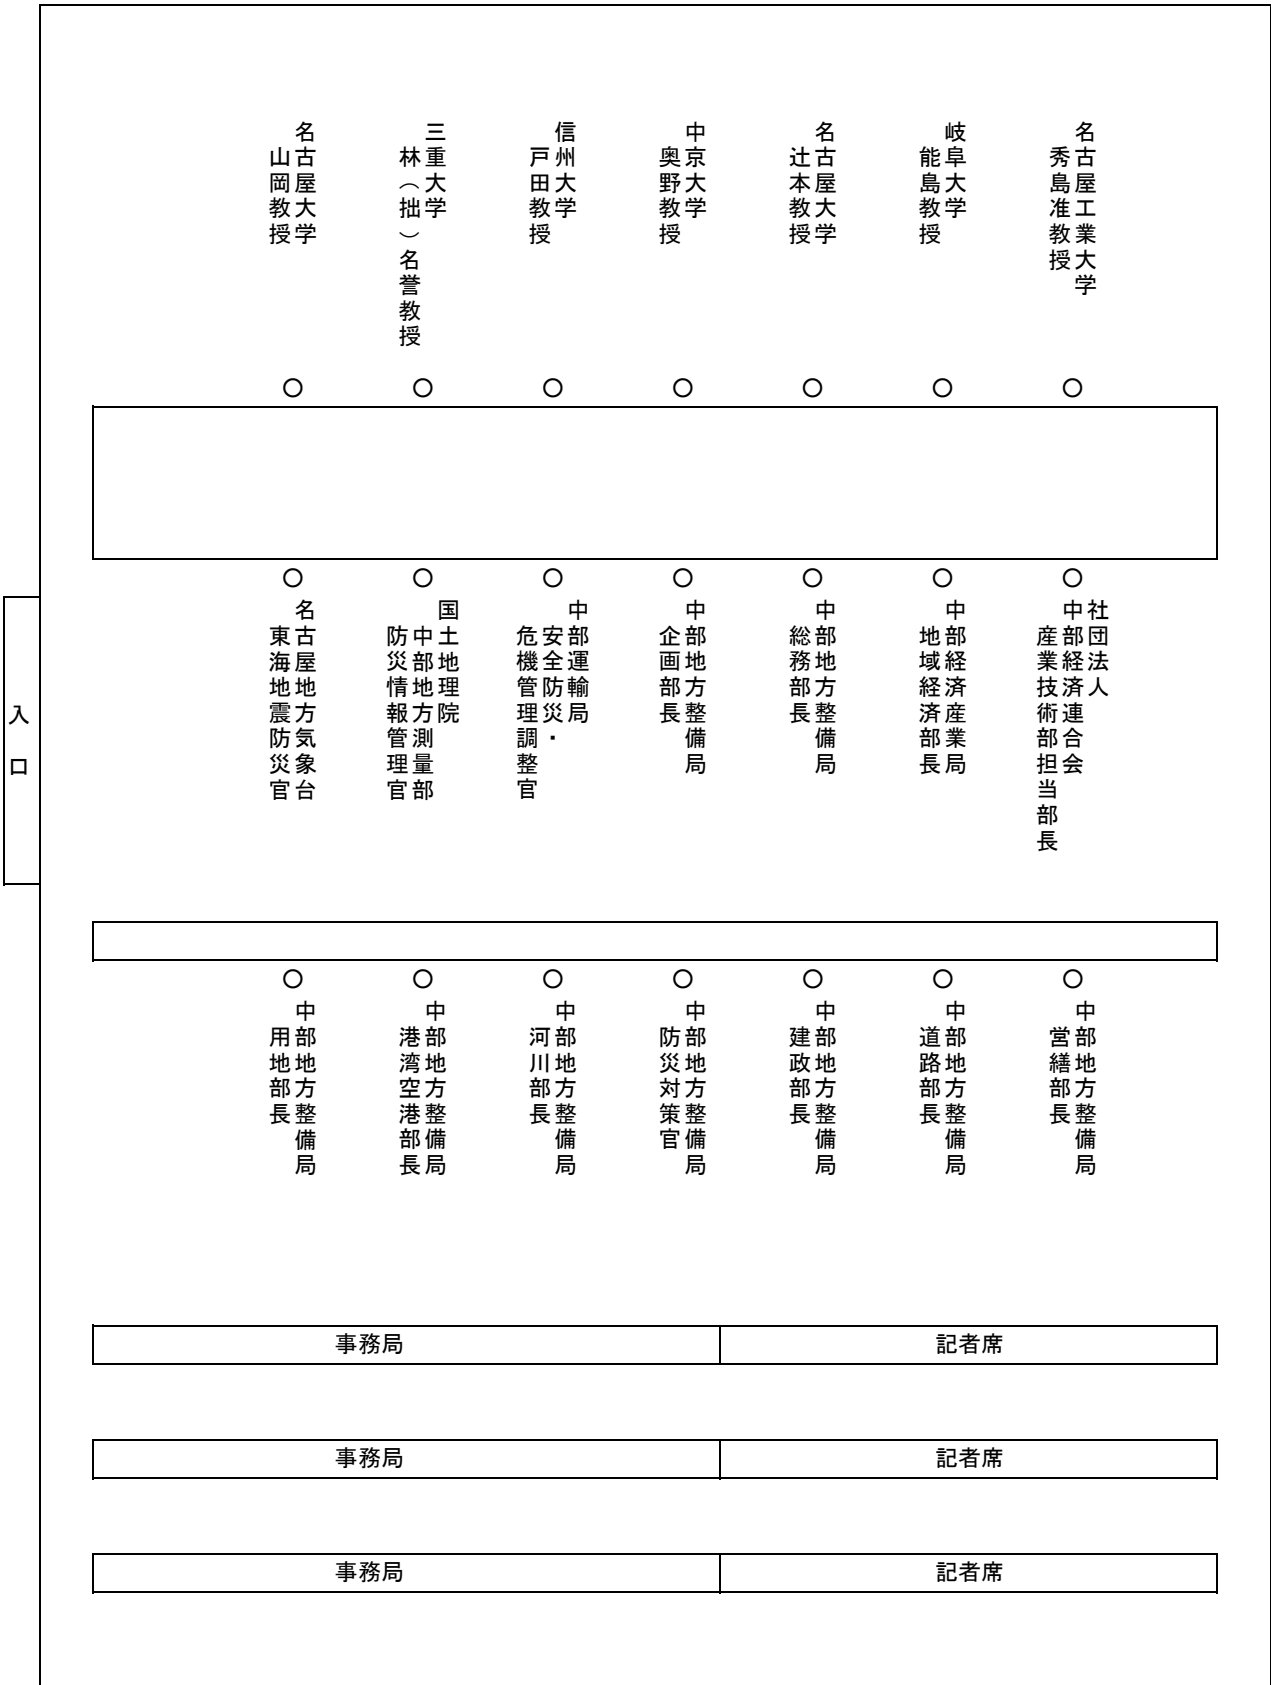 名古屋工業大学
秀島准教授
岐阜大学
能島教授
名古屋大学
辻本教授
中京大学
奥野教授
信州大学
戸田教授
三重大学
林（拙）名誉教授
名古屋大学
山岡教授
○ ○ ○ ○ ○ ○ ○
○ ○ ○ ○ ○ ○ ○
社団法人
中部経済連合会
産業技術部担当部長
中部経済産業局
地域経済部長
中部地方整備局
総務部長
中部地方整備局
企画部長
中部運輸局
安全防災・
危機管理調整官
国土地理院
中部地方測量部
防災情報管理官
名古屋地方気象台
東海地震防災官
入口
○ ○ ○ ○ ○ ○ ○
中部地方整備局
営繕部長
中部地方整備局
道路部長
中部地方整備局
建政部長
中部地方整備局
防災対策官
中部地方整備局
河川部長
中部地方整備局
港湾空港部長
中部地方整備局
用地部長
事務局 記者席
事務局 記者席
事務局 記者席